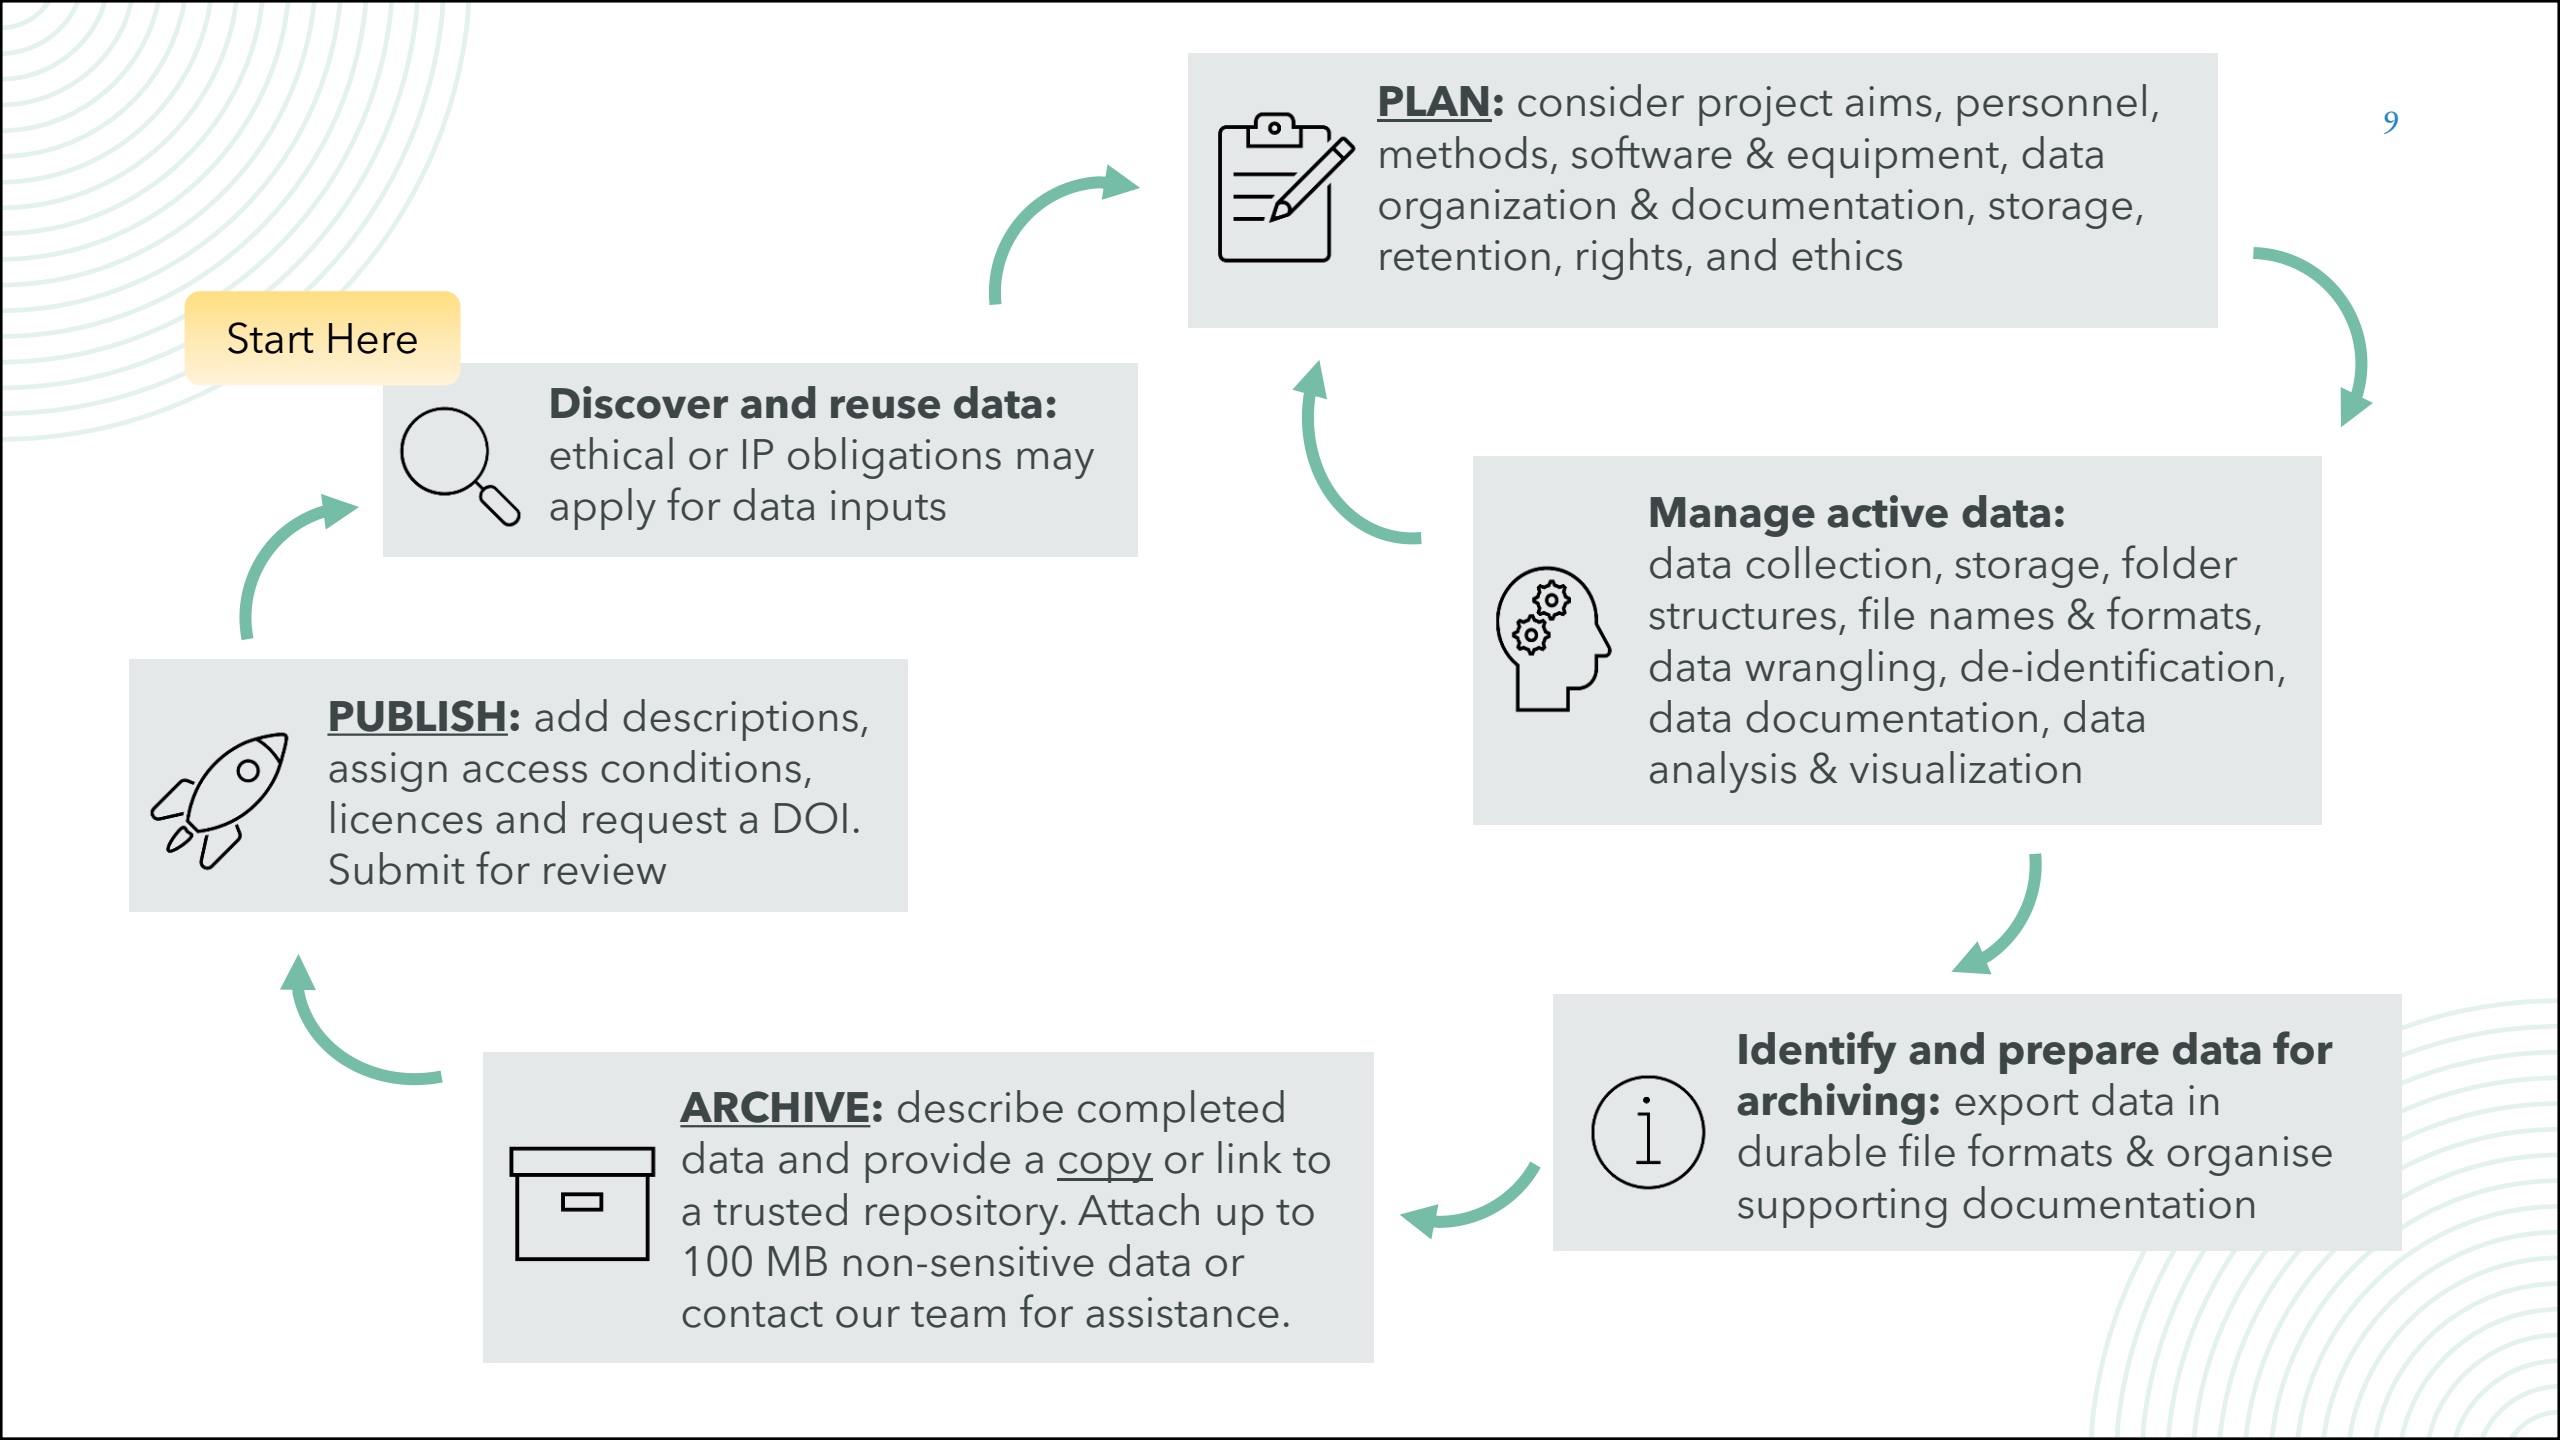 9
Start Here
Discover and reuse data:
ethical or IP obligations may
apply for data inputs
PLAN: consider project aims, personnel,
methods, software & equipment, data
organization & documentation, storage,
retention, rights, and ethics
Manage active data:
data collection, storage, folder
structures, file names & formats,
data wrangling, de-identification,
data documentation, data
analysis & visualization
Identify and prepare data for
archiving: export data in
durable file formats & organise
supporting documentation
ARCHIVE: describe completed
data and provide a copy or link to
a trusted repository. Attach up to
100 MB non-sensitive data or
contact our team for assistance.
PUBLISH: add descriptions,
assign access conditions,
licences and request a DOI.
Submit for review